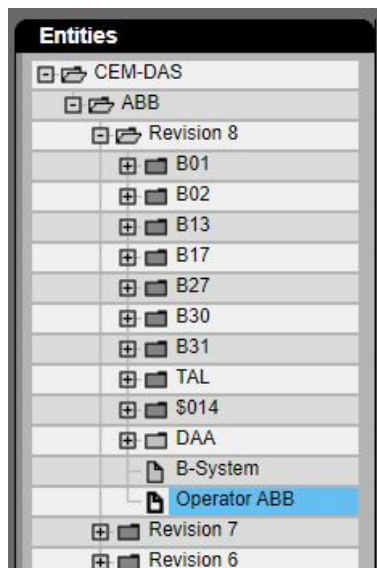 Entities
CEM-DAS
ABB
Revision 8
B01
B02
B13
B17
B27
B30
B31
TAL
$014
DAA
B-System
Operator ABB
Revision 7
Revision 6